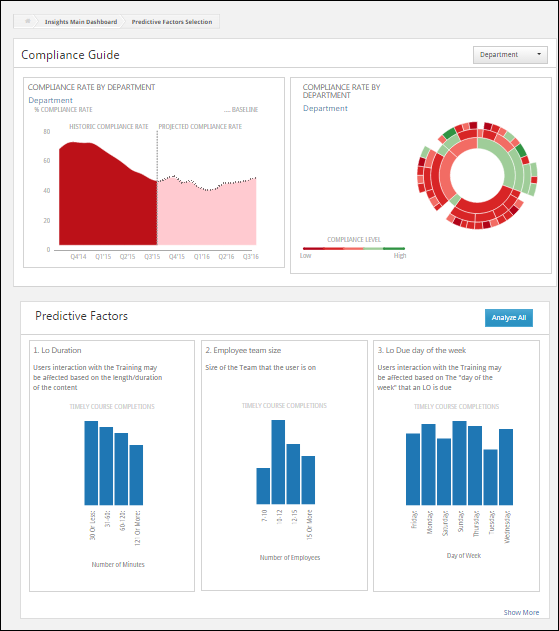 Insights Main Dashboard
Predictive Factors Selection
Compliance Guide
Department
COMPLIANCE RATE BY DEPARTMENT
Department
% COMPLIANCE RATE
.... BASELINE
HISTORIC COMPLIANCE RATE
PROJECTED COMPLIANCE RATE
80
60
40
20
0
Q4'14
Q1'15
Q2'15
Q3'15
Q4'15
Q1'16
Q2'16
Q3'16
COMPLIANCE RATE BY
DEPARTMENT
Department
COMPLIANCE LEVEL
Low
High
Predictive Factors
Analyze All
1. Lo Duration
Users interaction with the Training may
be affected based on the length/duration
of the content
TIMELY COURSE COMPLETIONS
30 Or Less:
31-60:
60-120:
121 Or More:
Number of Minutes
2. Employee team size
Size of the Team that the user is on
TIMELY COURSE COMPLETIONS
7-10
10-12
12-15
15 Or More
Number of Employees
3. Lo Due day of the week
Users interaction with the Training may
be affected based on The "day of the
week" that an LO is due
TIMELY COURSE COMPLETIONS
Friday:
Monday:
Saturday:
Sunday:
Thursday:
Tuesday:
Wednesday:
Day of Week
Show More